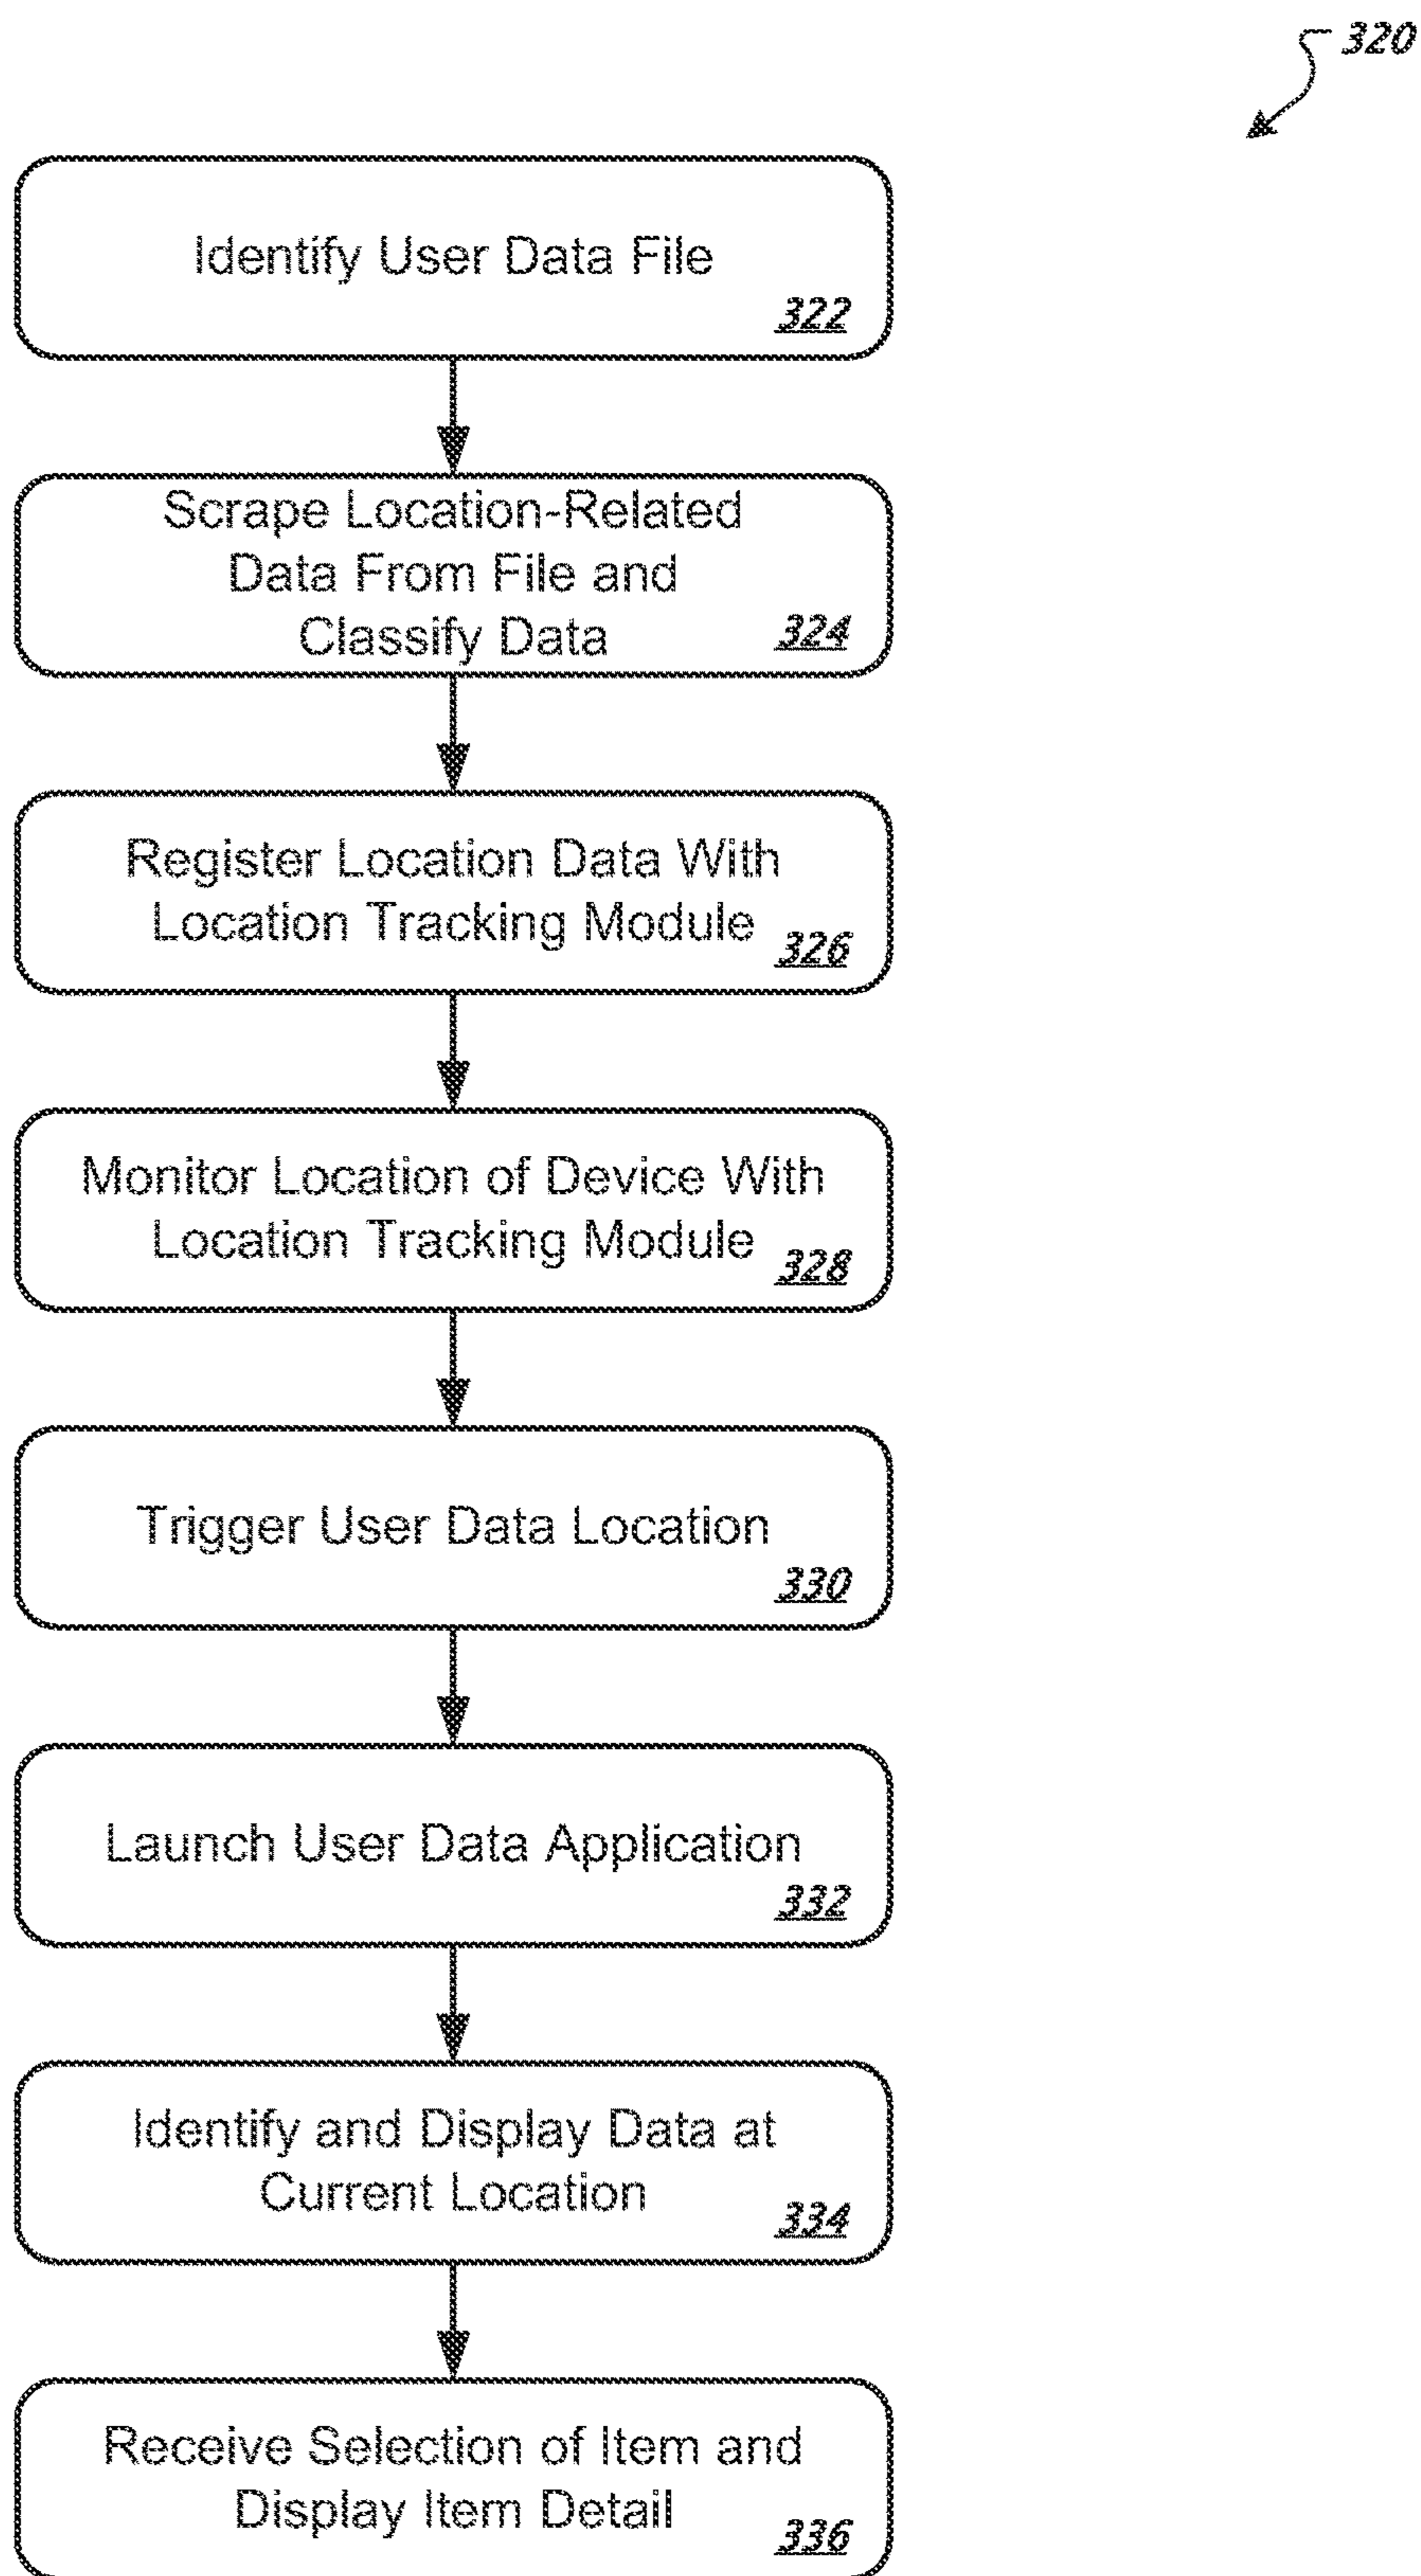 320
Identify User Data File
322
Scrape Location-Related
Data From File and
Classify Data
324
Register Location Data With
Location Tracking Module
326
Monitor Location of Device With
Location Tracking Module
328
Trigger User Data Location
330
Launch User Data Application
332
Identify and Display Data at
Current Location
334
Receive Selection of Item and
Display Item Detail
336